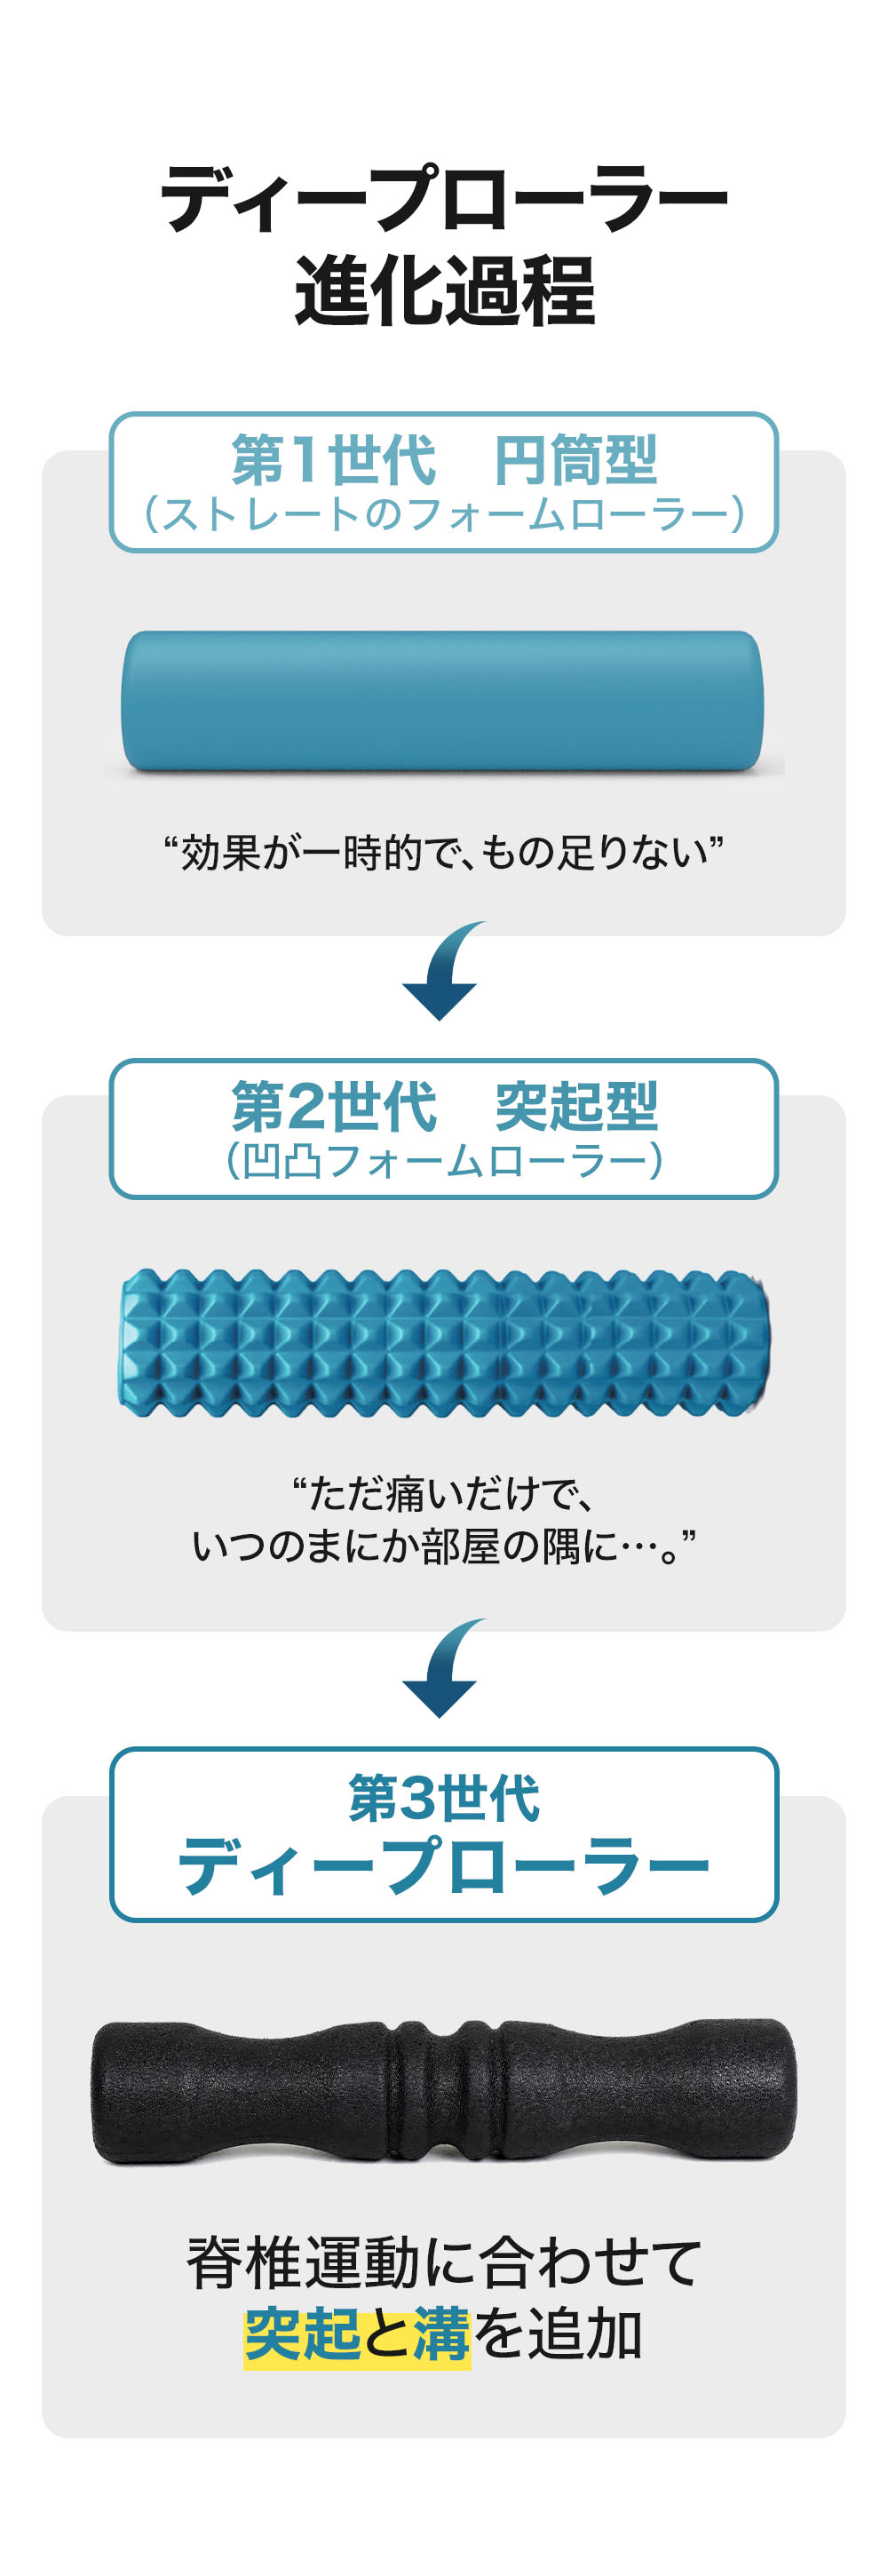 ディープローラー
進化過程
第1世代　円筒型
（ストレートのフォームローラー）
“効果が一時的で、もの足りない”
第2世代　突起型
（凹凸フォームローラー）
“ただ痛いだけで、
いつのまにか部屋の隅に…。”
第3世代
ディープローラー
脊椎運動に合わせて
突起と溝を追加